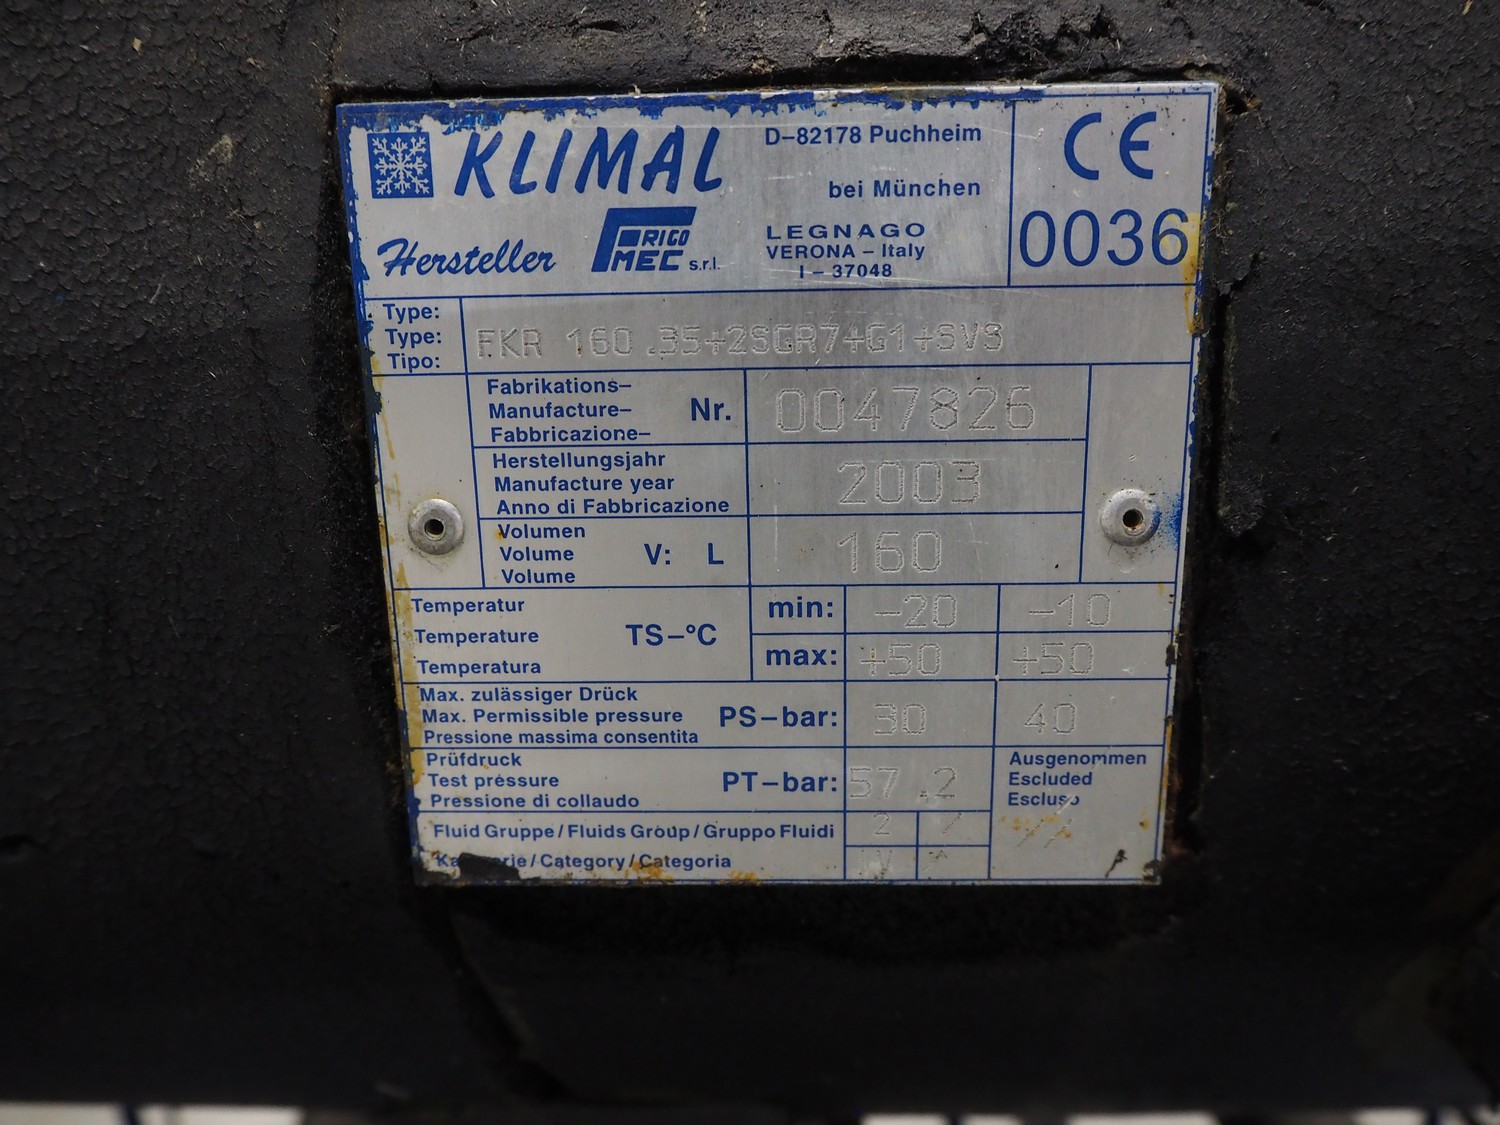 KLIMAL D-82178 Puchheim
bei München
CE
0036
Hersteller FRIGO MEC s.r.l.
LEGNAGO
VERONA - Italy
I - 37048
Type:
Type:
Tipo:
FKR 160 .35+2SGR7+G1+SVS
Fabrikations-
Manufacture- Nr. 0047826
Fabbricazione-
Herstellungsjahr
Manufacture year 2003
Anno di Fabbricazione
Volumen
Volume V: L 160
Volume
Temperatur
Temperature TS-°C
Temperatura
min: -20 -10
max: +50 +50
Max. zulässiger Drück
Max. Permissible pressure PS-bar: 30 40
Pressione massima consentita
Prüfdruck
Test pressure PT-bar: 57.2
Pressione di collaudo
Ausgenommen
Escluded
Escluso
Fluid Gruppe / Fluids Group / Gruppo Fluidi 2 /
/ Category / Categoria IV